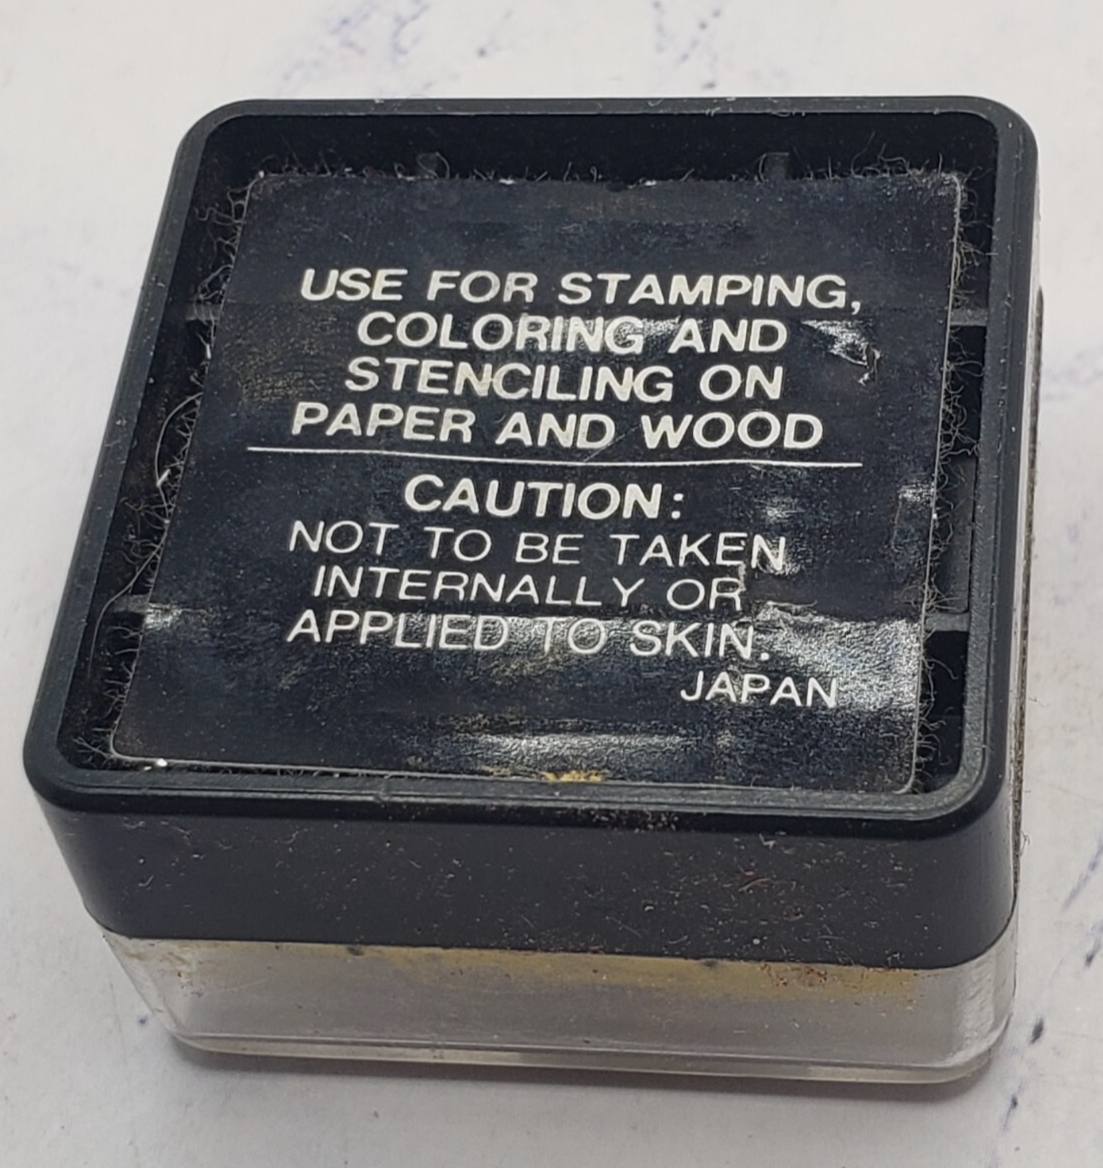 USE FOR STAMPING,
COLORING AND
STENCILING ON
PAPER AND WOOD
CAUTION:
NOT TO BE TAKEN
INTERNALLY OR
APPLIED TO SKIN.
JAPAN